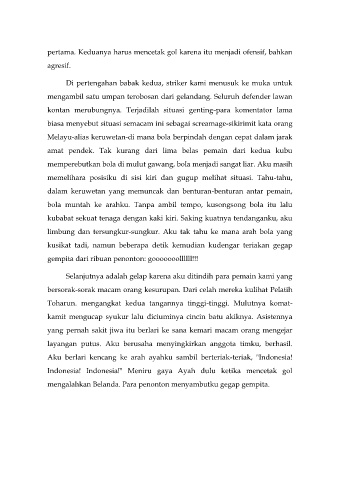 pertama. Keduanya harus mencetak gol karena itu menjadi ofensif, bahkan
agresif.
Di pertengahan babak kedua, striker kami menusuk ke muka untuk
mengambil satu umpan terobosan dari gelandang. Seluruh defender lawan
kontan merubungnya. Terjadilah situasi genting-para komentator lama
biasa menyebut situasi semacam ini sebagai screamage-sikirimit kata orang
Melayu-alias keruwetan-di mana bola berpindah dengan cepat dalam jarak
amat pendek. Tak kurang dari lima belas pemain dari kedua kubu
memperebutkan bola di mulut gawang, bola menjadi sangat liar. Aku masih
memelihara posisiku di sisi kiri dan gugup melihat situasi. Tahu-tahu,
dalam keruwetan yang memuncak dan benturan-benturan antar pemain,
bola muntah ke arahku. Tanpa ambil tempo, kusongsong bola itu lalu
kubabat sekuat tenaga dengan kaki kiri. Saking kuatnya tendanganku, aku
limbung dan tersungkur-sungkur. Aku tak tahu ke mana arah bola yang
kusikat tadi, namun beberapa detik kemudian kudengar teriakan gegap
gempita dari ribuan penonton: gooooooollllll!!!
Selanjutnya adalah gelap karena aku ditindih para pemain kami yang
bersorak-sorak macam orang kesurupan. Dari celah mereka kulihat Pelatih
Toharun. mengangkat kedua tangannya tinggi-tinggi. Mulutnya komat-
kamit mengucap syukur lalu diciuminya cincin batu akiknya. Asistennya
yang pernah sakit jiwa itu berlari ke sana kemari macam orang mengejar
layangan putus. Aku berusaha menyingkirkan anggota timku, berhasil.
Aku berlari kencang ke arah ayahku sambil berteriak-teriak, "Indonesia!
Indonesia! Indonesia!" Meniru gaya Ayah dulu ketika mencetak gol
mengalahkan Belanda. Para penonton menyambutku gegap gempita.